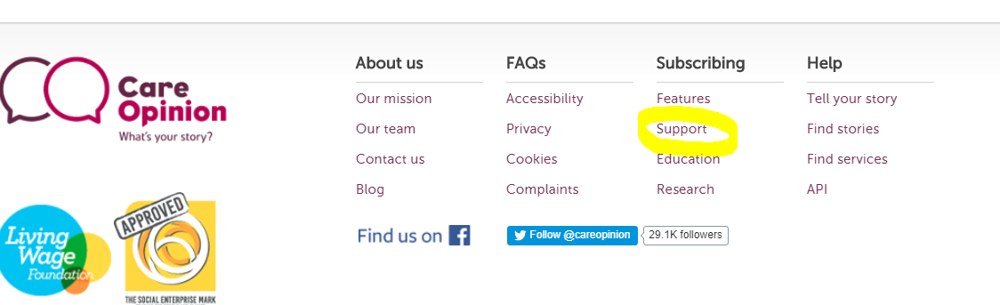 Care
Opinion
What's your story?
About us
Our mission
Our team
Contact us
Blog
FAQs
Accessibility
Privacy
Cookies
Complaints
Subscribing
Features
Support
Education
Research
Help
Tell your story
Find stories
Find services
API
Living
Wage
Foundation
APPROVED
THE SOCIAL ENTERPRISE MARK
Find us on f
Follow @careopinion
29.1K followers